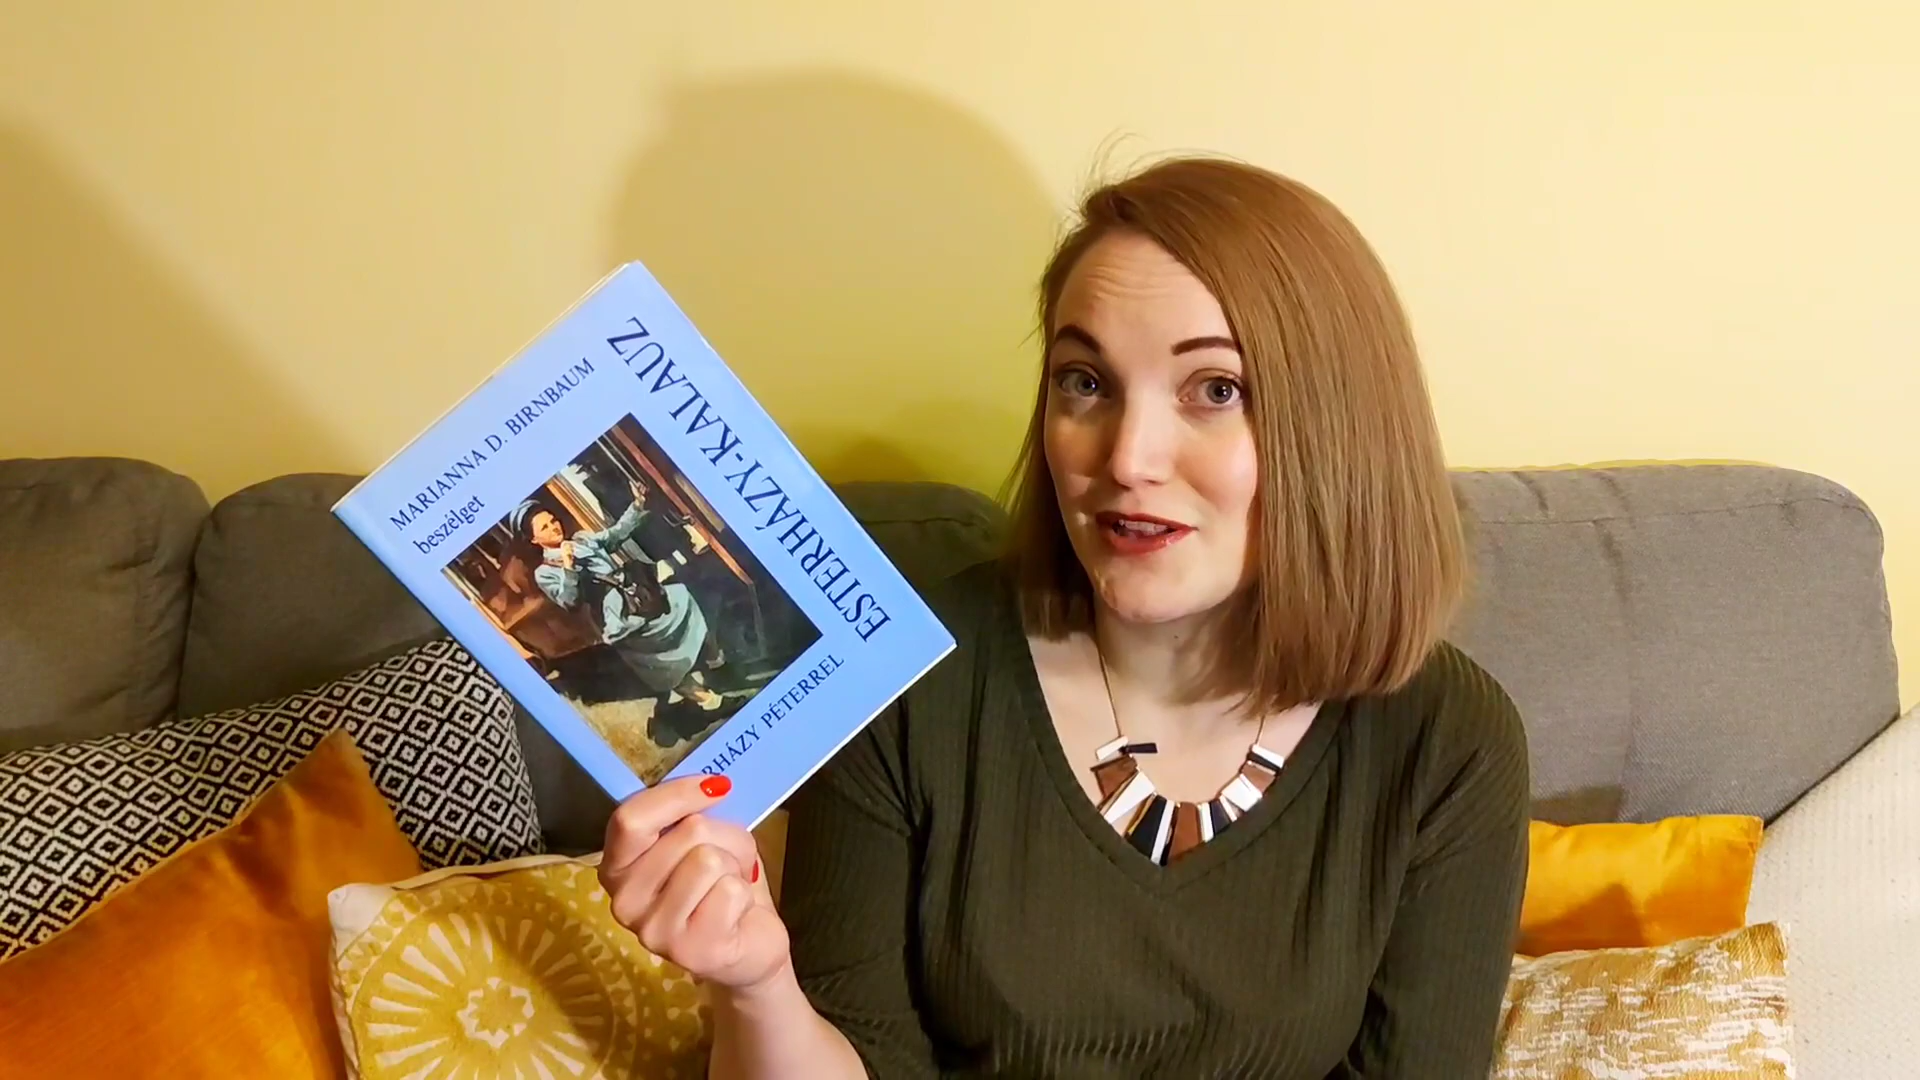 MARIANNA D. BIRNBAUM
beszélget
ESTERHÁZY-KALAUZ
RHÁZY PÉTERREL